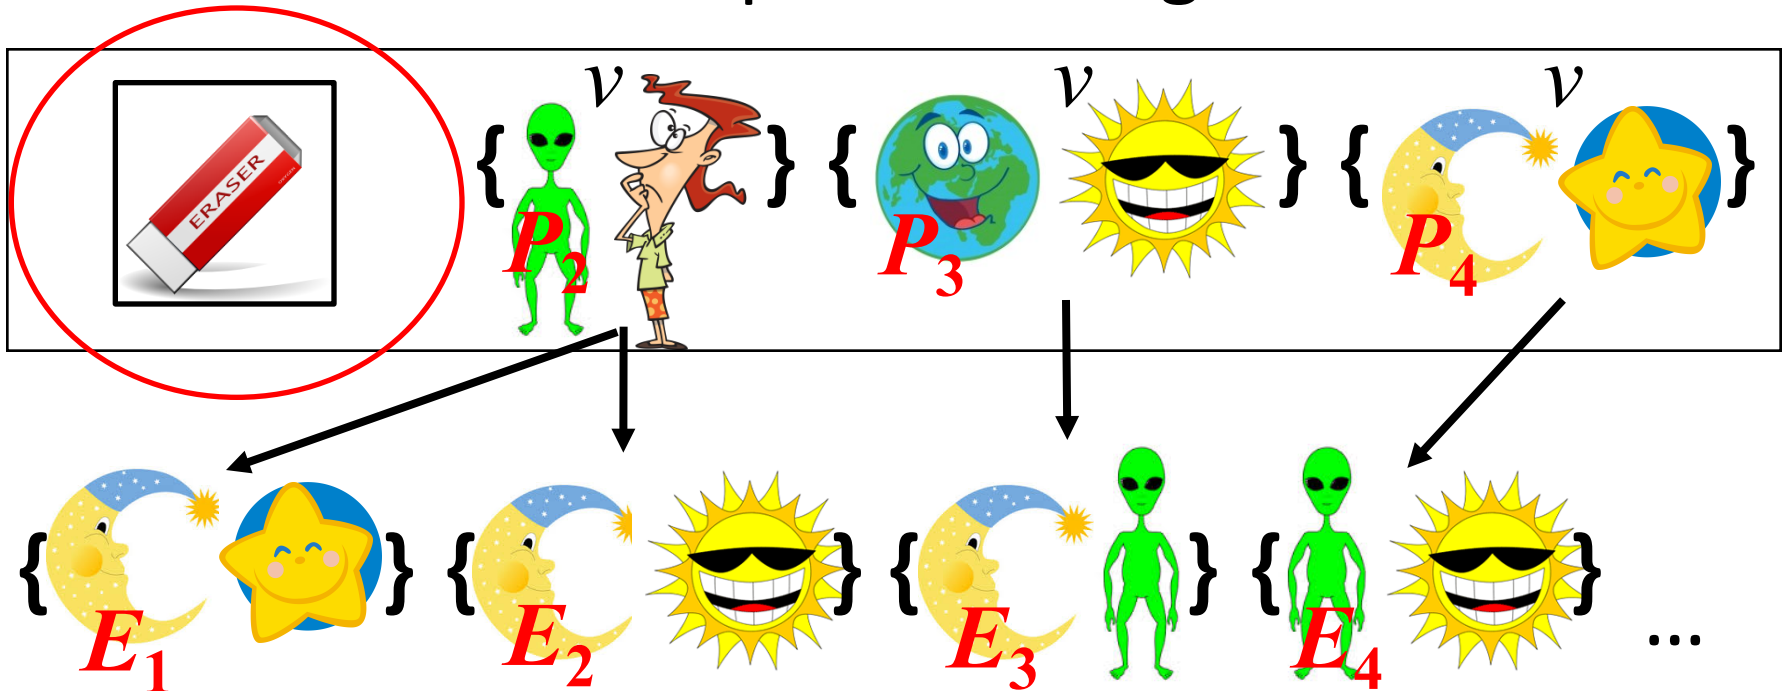 v v v
ERASER { } { } { }
P2 P3 P4
{ } { } { } { }
E1 E2 E3 E4 ...